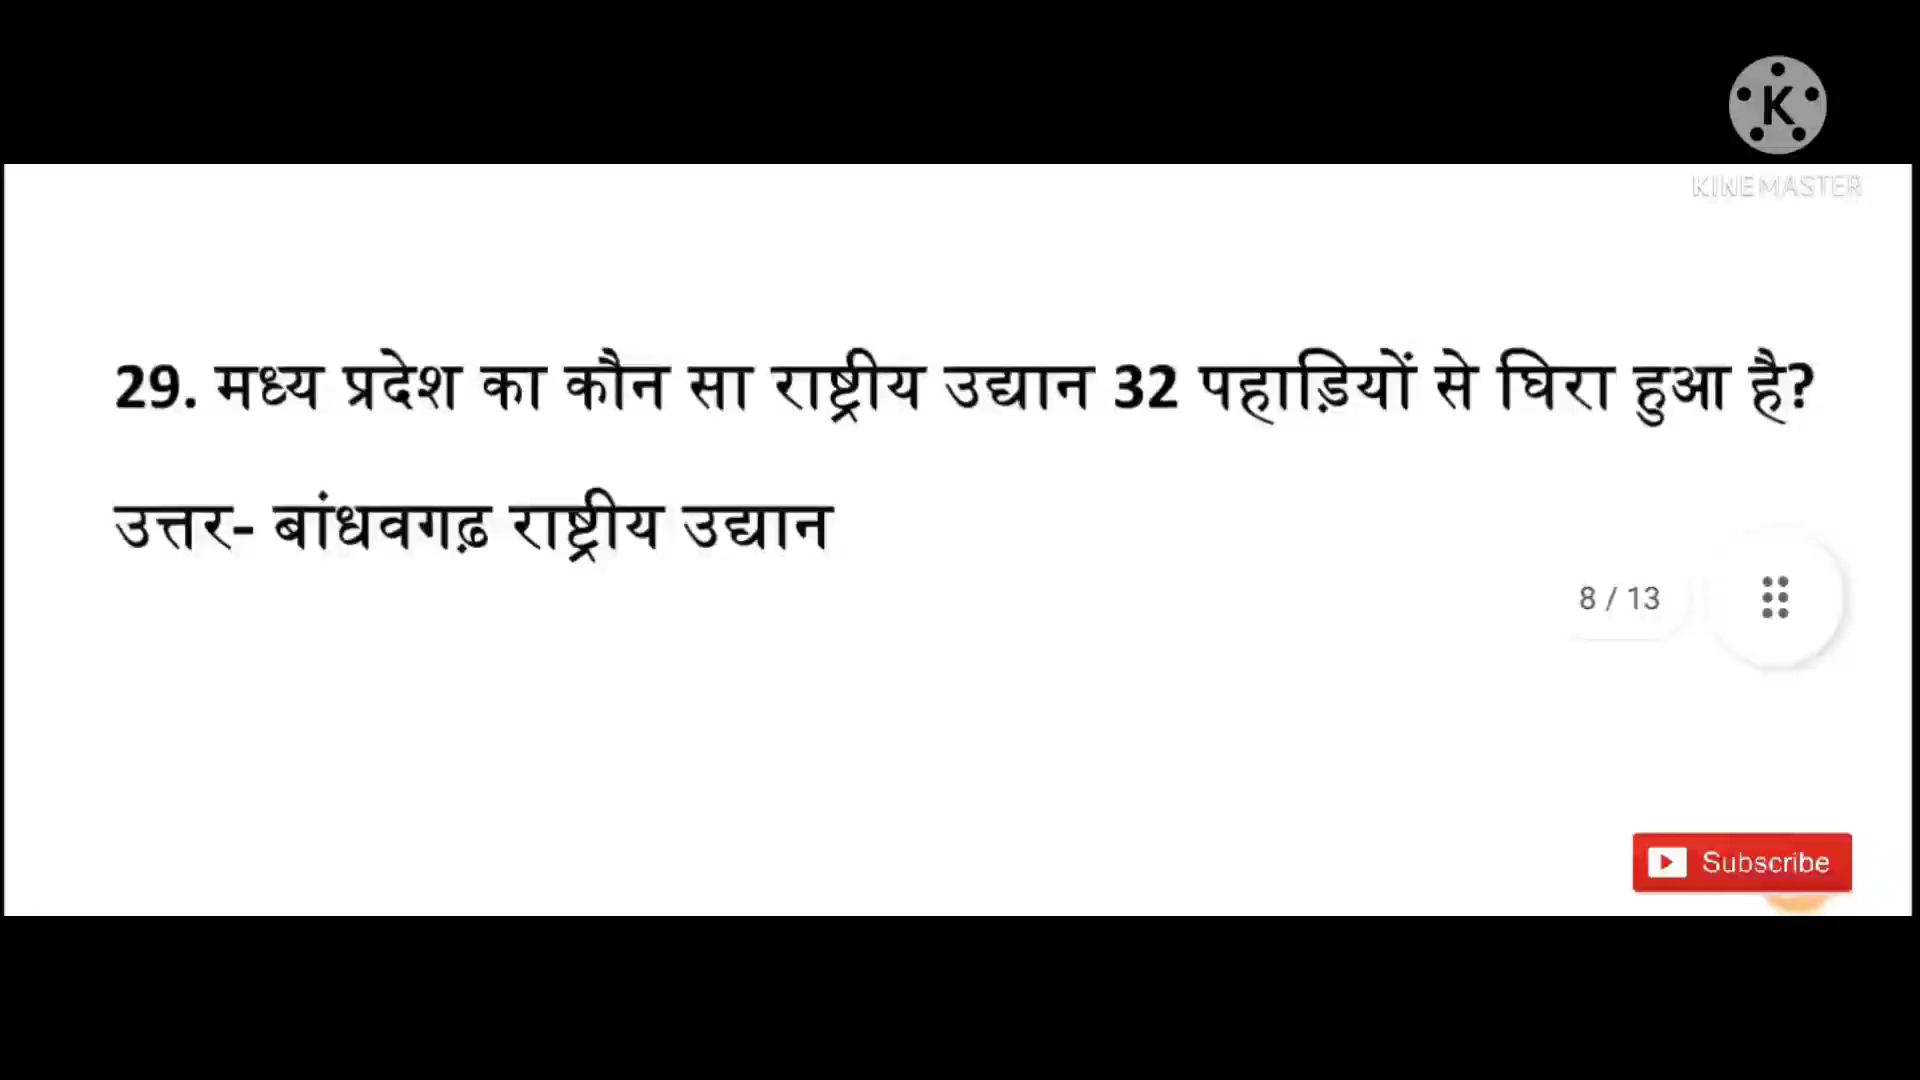 K
KINEMASTER
29. मध्य प्रदेश का कौन सा राष्ट्रीय उद्यान 32 पहाड़ियों से घिरा हुआ है?
उत्तर- बांधवगढ़ राष्ट्रीय उद्यान
8 / 13
Subscribe